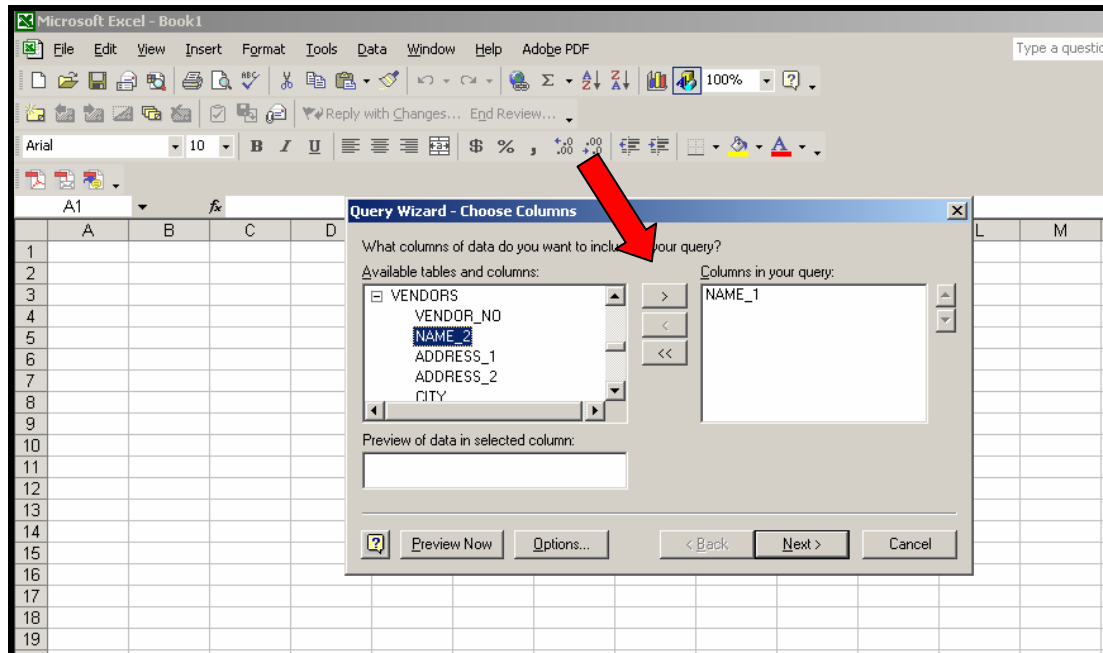 Microsoft Excel - Book1
File Edit View Insert Format Tools Data Window Help Adobe PDF Type a questio
ABC Σ A Z Z A 100% ?
Reply with Changes... End Review...
Arial 10 B I U $ % , .00 .00 A
A1 fx
A B C D L M
1
2
3
4
5
6
7
8
9
10
11
12
13
14
15
16
17
18
19
Query Wizard - Choose Columns
What columns of data do you want to inclu your query?
Available tables and columns: Columns in your query:
VENDORS > NAME_1
VENDOR_NO
NAME_2 <
ADDRESS_1 <<
ADDRESS_2
CITY
Preview of data in selected column:
? Preview Now Options... < Back Next > Cancel